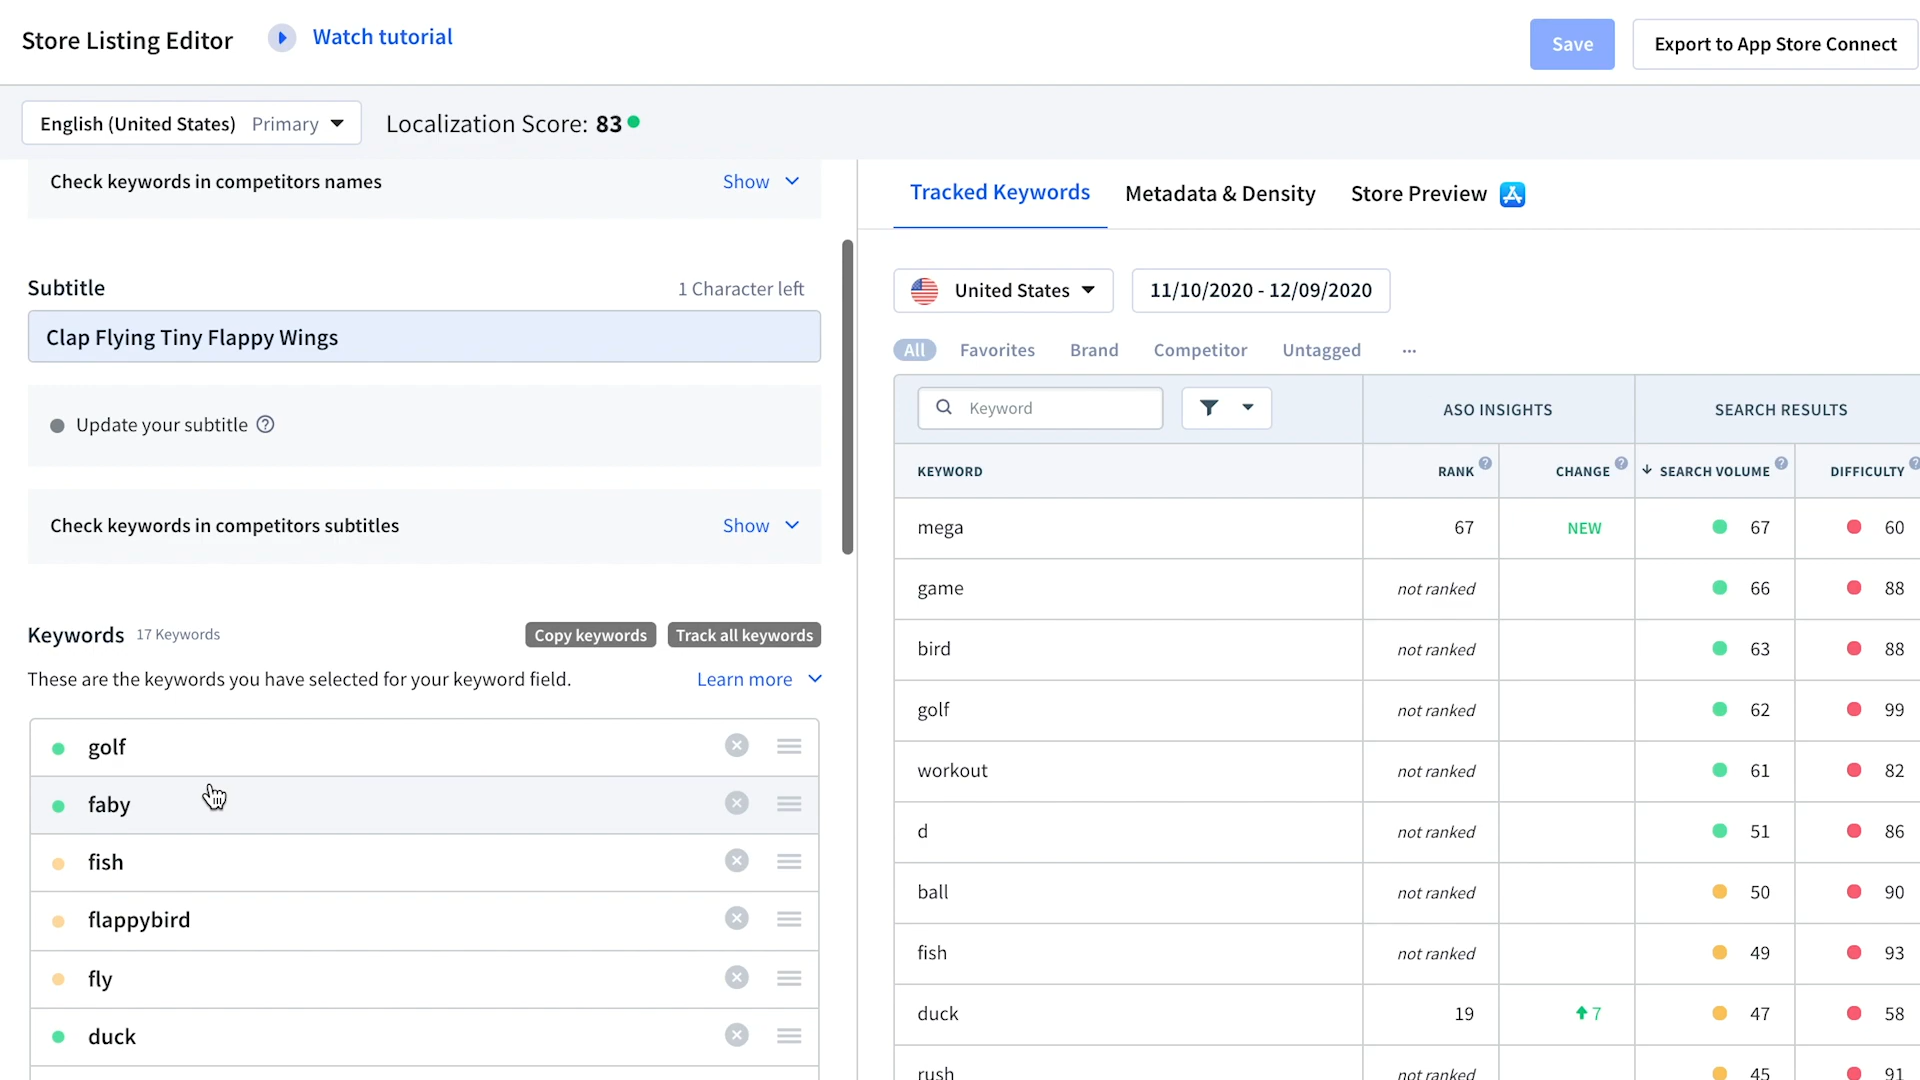 Store Listing Editor
Watch tutorial
Save
Export to App Store Connect
English (United States) Primary
Localization Score: 83
Check keywords in competitors names
Show
Subtitle
1 Character left
Clap Flying Tiny Flappy Wings
Update your subtitle ?
Check keywords in competitors subtitles
Show
Keywords 17 Keywords
Copy keywords
Track all keywords
These are the keywords you have selected for your keyword field.
Learn more
golf
faby
fish
flappybird
fly
duck
Tracked Keywords
Metadata & Density
Store Preview
United States
11/10/2020 - 12/09/2020
All Favorites Brand Competitor Untagged ...
Keyword
ASO INSIGHTS
SEARCH RESULTS
KEYWORD RANK ? CHANGE ? SEARCH VOLUME ? DIFFICULTY ?
mega 67 NEW 67 60
game not ranked 66 88
bird not ranked 63 88
golf not ranked 62 99
workout not ranked 61 82
d not ranked 51 86
ball not ranked 50 90
fish not ranked 49 93
duck 19 7 47 58
rush not ranked 45 91